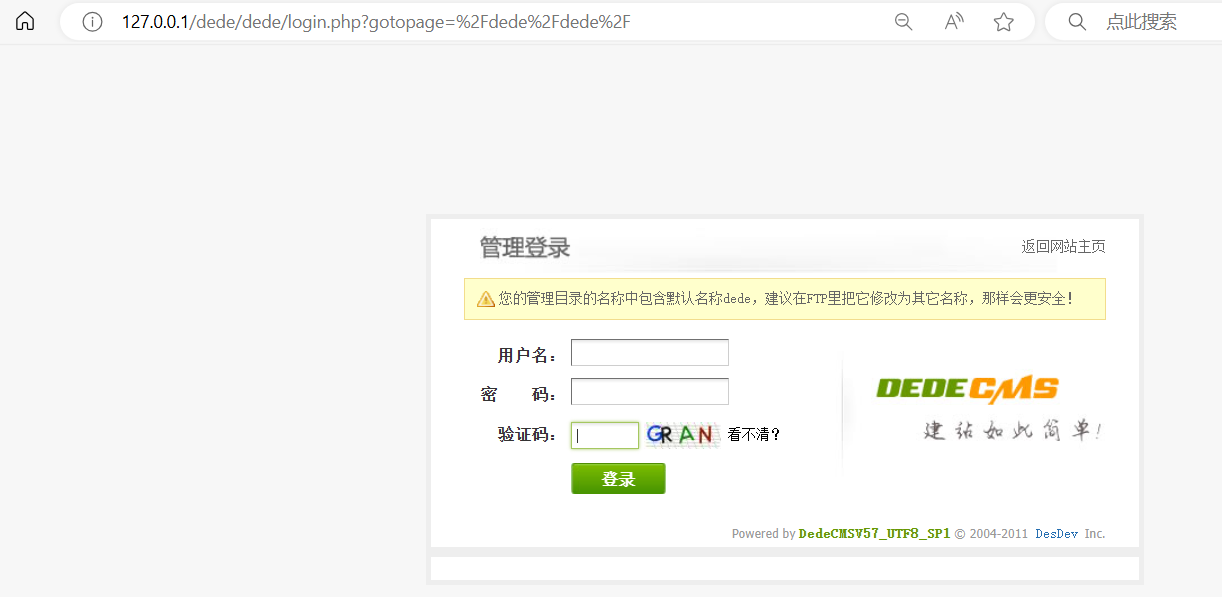 127.0.0.1/dede/dede/login.php?gotopage=%2Fdede%2Fdede%2F
点此搜索
管理登录
返回网站主页
您的管理目录的名称中包含默认名称dede，建议在FTP里把它修改为其它名称，那样会更安全！
用户名：
密 码：
验证码： GRAN 看不清？
登录
DEDECMS
建站如此简单！
Powered by DedeCMSV57_UTF8_SP1 © 2004-2011 DesDev Inc.